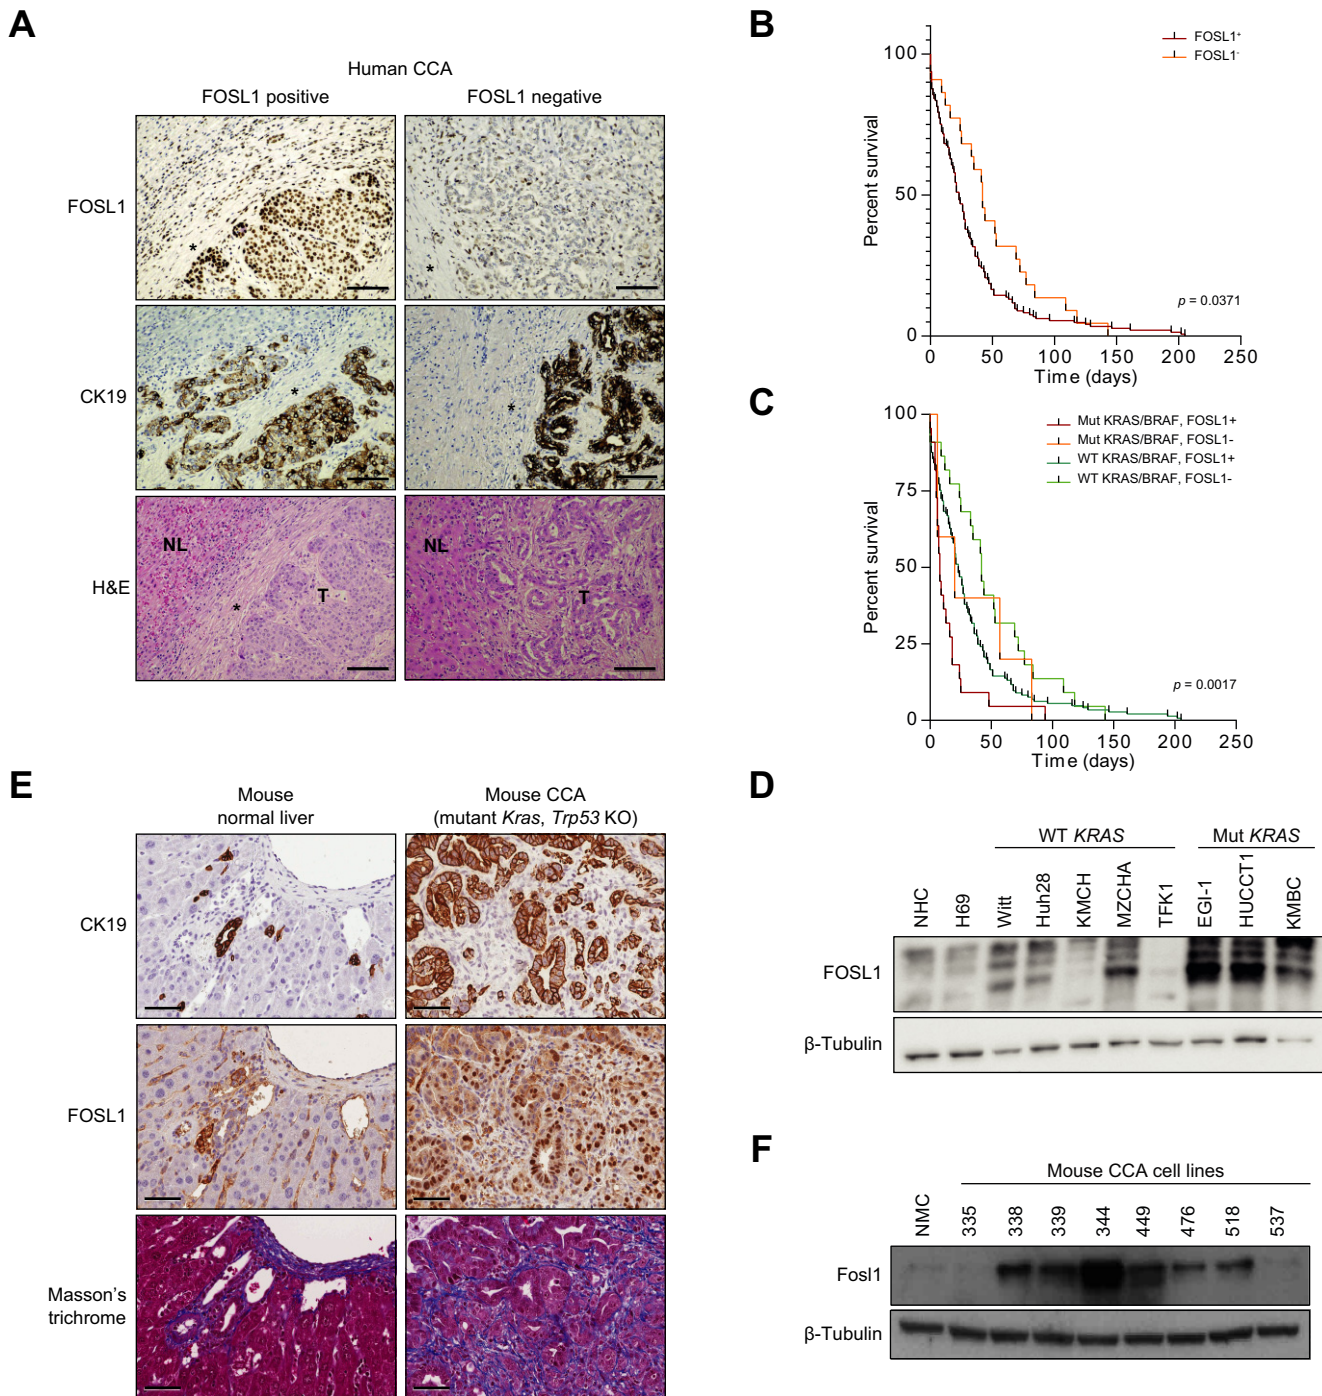 A
Human CCA
FOSL1 positive
FOSL1 negative
FOSL1
*
*
CK19
*
*
H&E
NL
T
*
NL
T
B
FOSL1+
FOSL1-
Percent survival
100
50
0
p = 0.0371
0 50 100 150 200 250
Time (days)
C
Mut KRAS/BRAF, FOSL1+
Mut KRAS/BRAF, FOSL1-
WT KRAS/BRAF, FOSL1+
WT KRAS/BRAF, FOSL1-
Percent survival
100
75
50
25
0
p = 0.0017
0 50 100 150 200 250
Time (days)
D
WT KRAS
Mut KRAS
NHC
H69
Witt
Huh28
KMCH
MZCHA
TFK1
EGI-1
HUCCT1
KMBC
FOSL1
β-Tubulin
E
Mouse
normal liver
Mouse CCA
(mutant Kras, Trp53 KO)
CK19
FOSL1
Masson's
trichrome
F
Mouse CCA cell lines
NMC
335
338
339
344
449
476
518
537
Fosl1
β-Tubulin